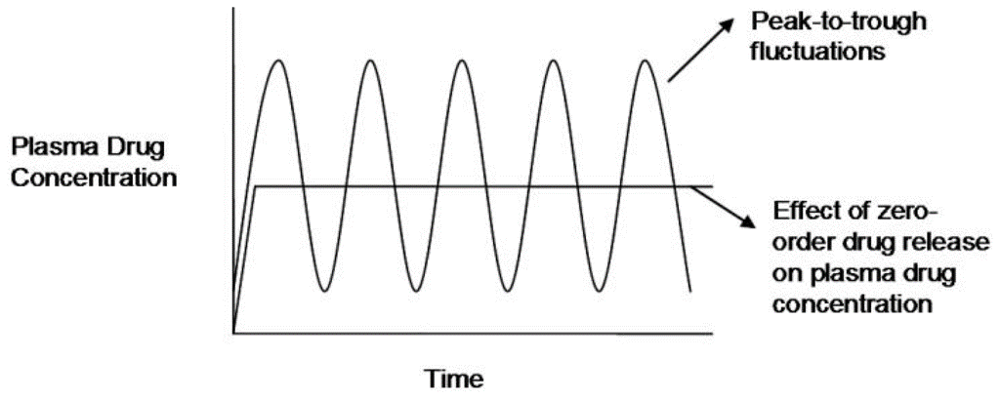 Peak-to-trough
fluctuations
Plasma Drug
Concentration
Effect of zero-
order drug release
on plasma drug
concentration
Time